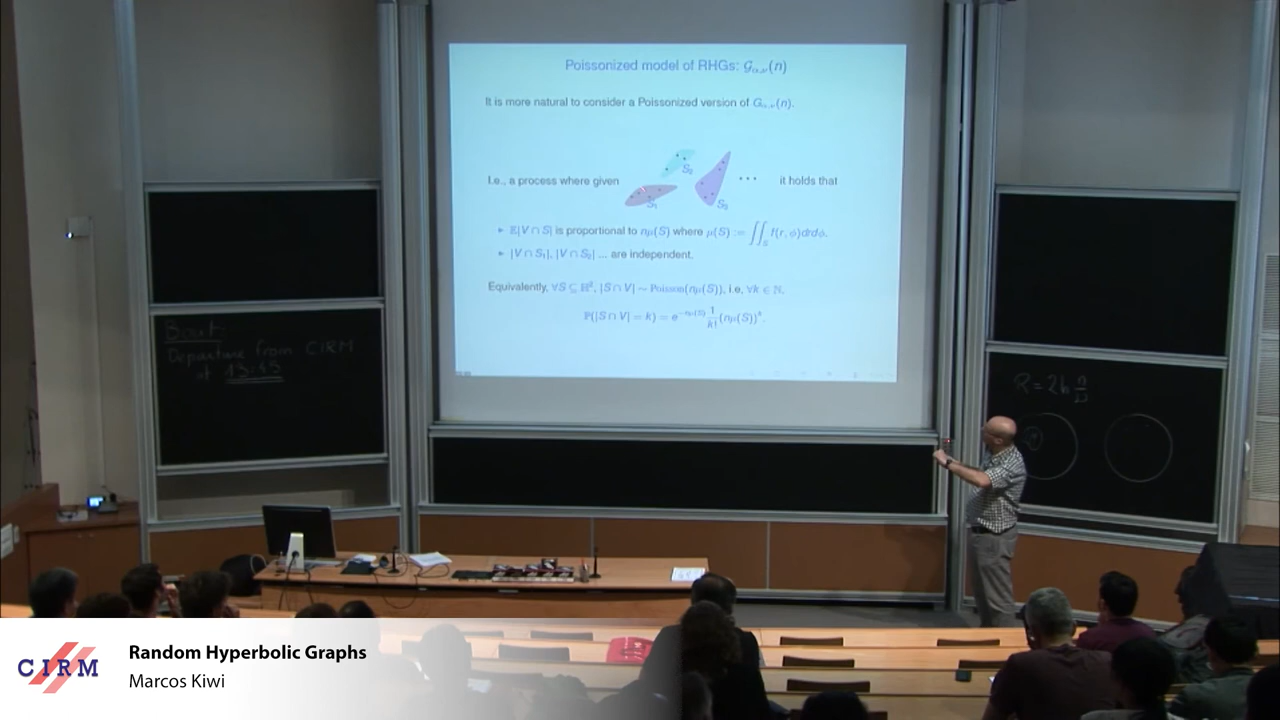 Poissonized model of RHGs: 𝒢α,ν(n)
It is more natural to consider a Poissonized version of Gα,ν(n).
I.e., a process where given S₁ S₂ S₃ ··· it holds that
▸ 𝔼|V ∩ S| is proportional to nμ(S) where μ(S) := ∬_S f(r, φ)drdφ.
▸ |V ∩ S₁|, |V ∩ S₂| ... are independent.
Equivalently, ∀S ⊆ ℍ², |S ∩ V| ~ Poisson(nμ(S)), i.e, ∀k ∈ ℕ,
ℙ(|S ∩ V| = k) = e^{-nμ(S)} 1/k! (nμ(S))^k.
Departure from CIRM
at 13:45
CIRM
Random Hyperbolic Graphs
Marcos Kiwi